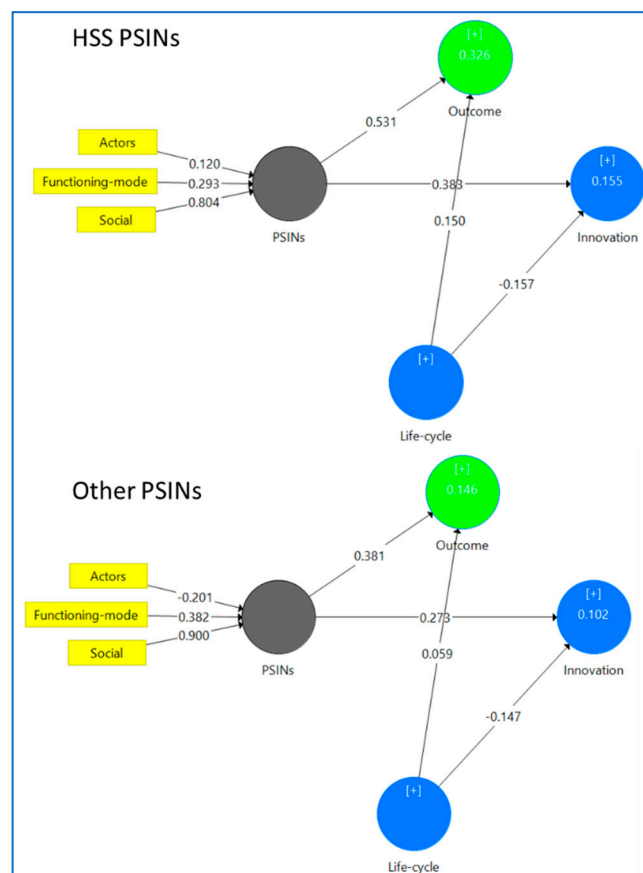 HSS PSINs
[+]
0.326
Outcome
0.531
Actors
0.120
Functioning-mode
0.293
Social
0.804
PSINs
0.383
[+]
0.155
Innovation
0.150
-0.157
[+]
Life-cycle
Other PSINs
[+]
0.146
Outcome
0.381
Actors
-0.201
Functioning-mode
0.382
Social
0.900
PSINs
0.273
[+]
0.102
Innovation
0.059
-0.147
[+]
Life-cycle